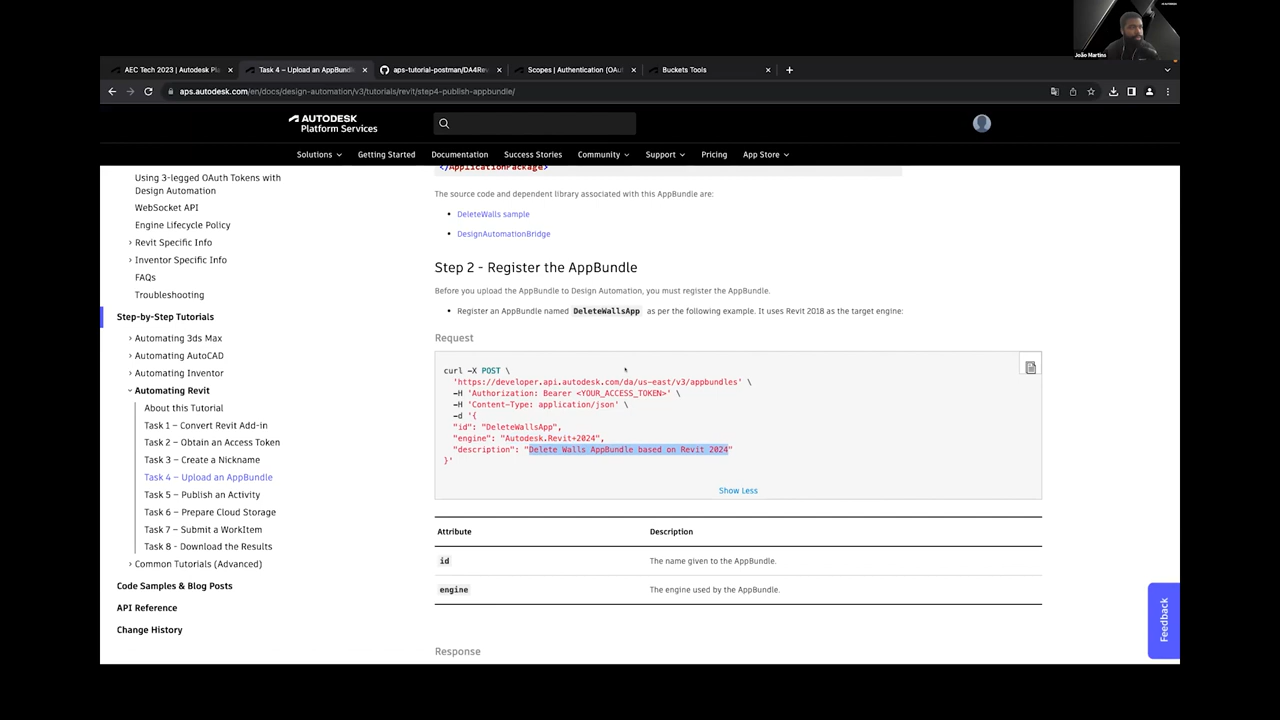 João Martins
AEC Tech 2023 | Autodesk Pl
Task 4 – Upload an AppBundl
aps-tutorial-postman/DA4Rev
Scopes | Authentication (OAu
Buckets Tools
aps.autodesk.com/en/docs/design-automation/v3/tutorials/revit/step4-publish-appbundle/
AUTODESK
Platform Services
Solutions
Getting Started
Documentation
Success Stories
Community
Support
Pricing
App Store
Using 3-legged OAuth Tokens with
Design Automation
WebSocket API
Engine Lifecycle Policy
Revit Specific Info
Inventor Specific Info
FAQs
Troubleshooting
Step-by-Step Tutorials
Automating 3ds Max
Automating AutoCAD
Automating Inventor
Automating Revit
About this Tutorial
Task 1 – Convert Revit Add-in
Task 2 – Obtain an Access Token
Task 3 – Create a Nickname
Task 4 – Upload an AppBundle
Task 5 – Publish an Activity
Task 6 – Prepare Cloud Storage
Task 7 – Submit a WorkItem
Task 8 - Download the Results
Common Tutorials (Advanced)
Code Samples & Blog Posts
API Reference
Change History
</ApplicationPackage>
The source code and dependent library associated with this AppBundle are:
• DeleteWalls sample
• DesignAutomationBridge
Step 2 - Register the AppBundle
Before you upload the AppBundle to Design Automation, you must register the AppBundle.
• Register an AppBundle named DeleteWallsApp as per the following example. It uses Revit 2018 as the target engine:
Request
curl -X POST \
'https://developer.api.autodesk.com/da/us-east/v3/appbundles' \
-H 'Authorization: Bearer <YOUR_ACCESS_TOKEN>' \
-H 'Content-Type: application/json' \
-d '{
"id": "DeleteWallsApp",
"engine": "Autodesk.Revit+2024",
"description": "Delete Walls AppBundle based on Revit 2024"
}'
Show Less
Attribute
Description
id
The name given to the AppBundle.
engine
The engine used by the AppBundle.
Response
Feedback